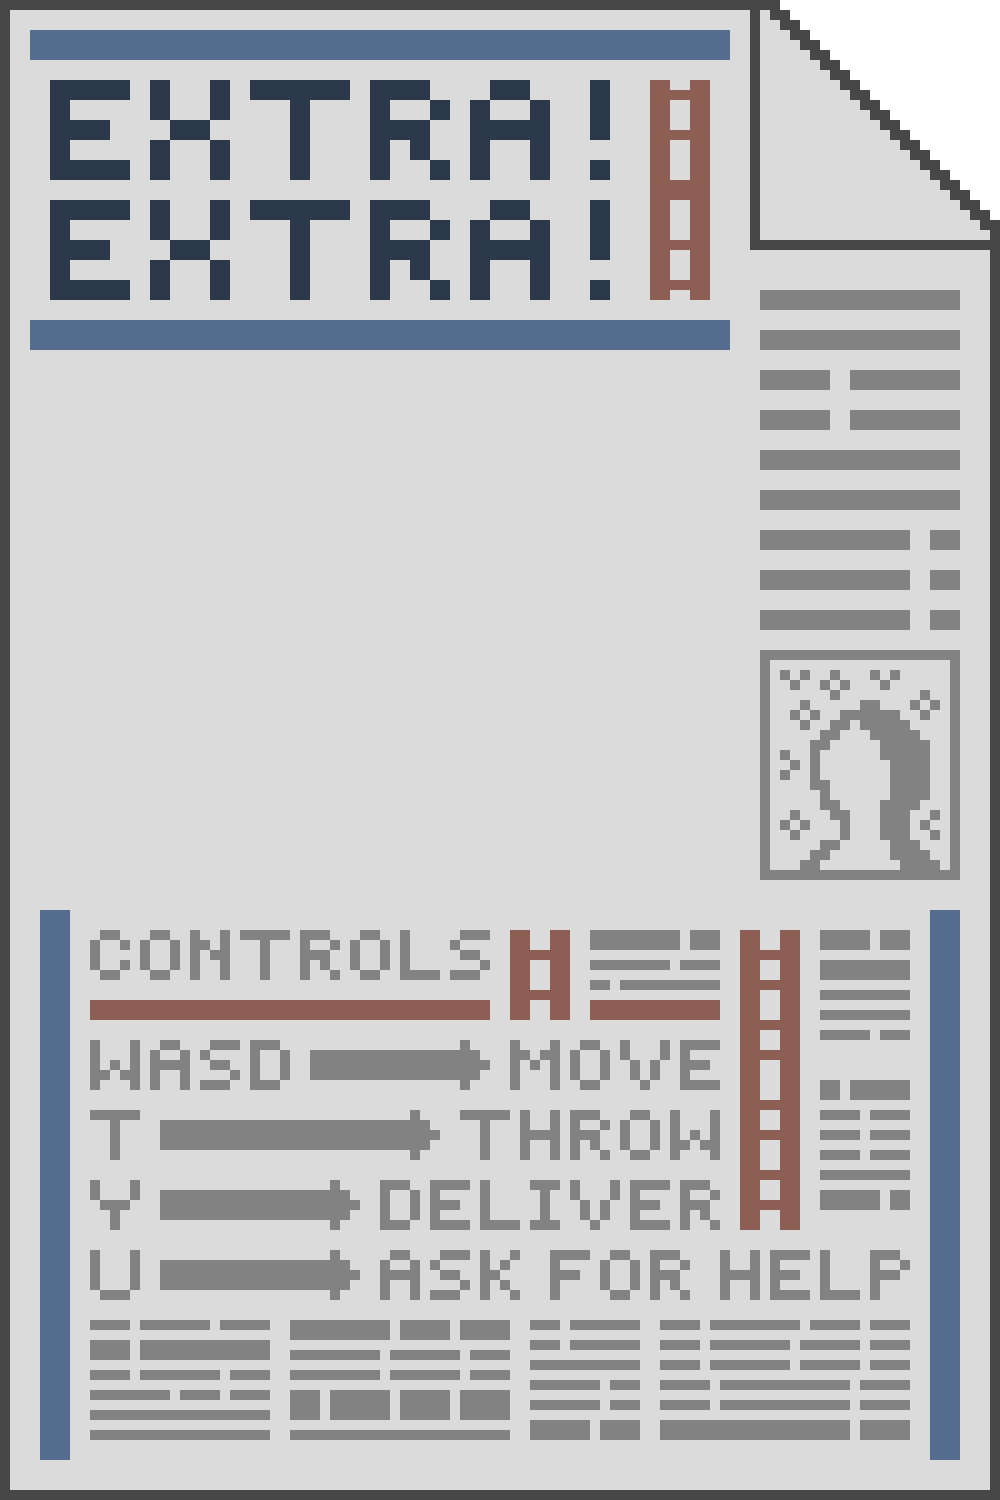 EXTRA!
EXTRA!
CONTROLS
WASD MOVE
T THROW
Y DELIVER
U ASK FOR HELP